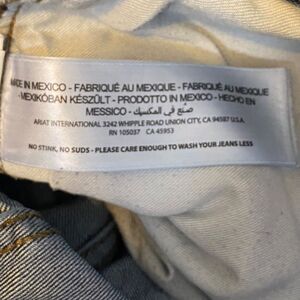 MADE IN MEXICO - FABRIQUÉ AU MEXIQUE - FABRIQUÉ AU
MEXIKÓBAN KÉSZÜLT - PRODOTTO IN MEXICO - HECHO EN
MESSICO - صنع في المكسيك
ARIAT INTERNATIONAL 3242 WHIPPLE ROAD UNION CITY, CA 94587 U.S.A.
RN 105037 CA 45953
NO STINK, NO SUDS - PLEASE CARE ENOUGH TO WASH YOUR JEANS LESS